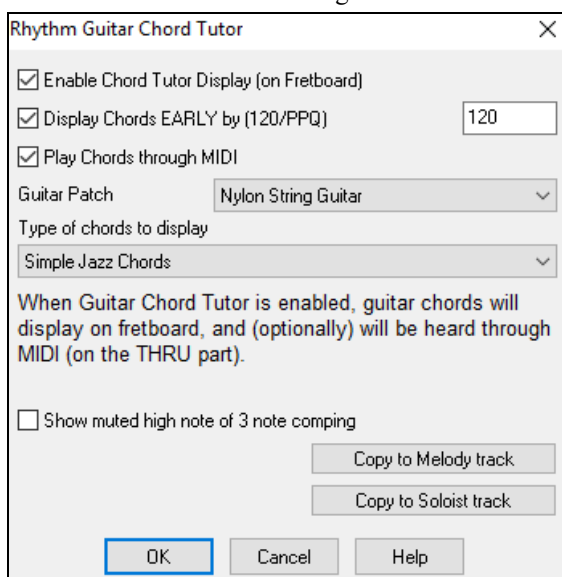 Rhythm Guitar Chord Tutor
Enable Chord Tutor Display (on Fretboard)
Display Chords EARLY by (120/PPQ) 120
Play Chords through MIDI
Guitar Patch Nylon String Guitar
Type of chords to display
Simple Jazz Chords
When Guitar Chord Tutor is enabled, guitar chords will
display on fretboard, and (optionally) will be heard through
MIDI (on the THRU part).
Show muted high note of 3 note comping
Copy to Melody track
Copy to Soloist track
OK Cancel Help